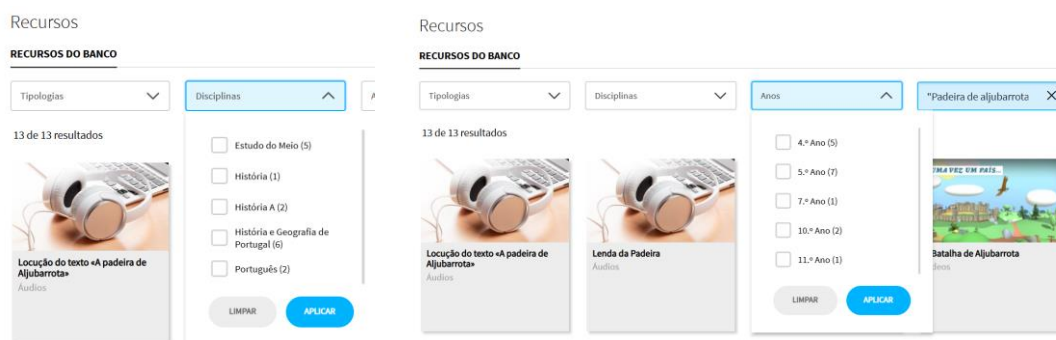 Recursos
RECURSOS DO BANCO
Tipologias
Disciplinas
13 de 13 resultados
Estudo do Meio (5)
História (1)
História A (2)
História e Geografia de
Portugal (6)
Português (2)
LIMPAR
APLICAR
Locução do texto «A padeira de
Aljubarrota»
Áudios
Recursos
RECURSOS DO BANCO
Tipologias
Disciplinas
Anos
"Padeira de aljubarrota
13 de 13 resultados
4.º Ano (5)
5.º Ano (7)
7.º Ano (1)
10.º Ano (2)
11.º Ano (1)
LIMPAR
APLICAR
Locução do texto «A padeira de
Aljubarrota»
Áudios
Lenda da Padeira
Áudios
UMA VEZ UM PAÍS...
Batalha de Aljubarrota